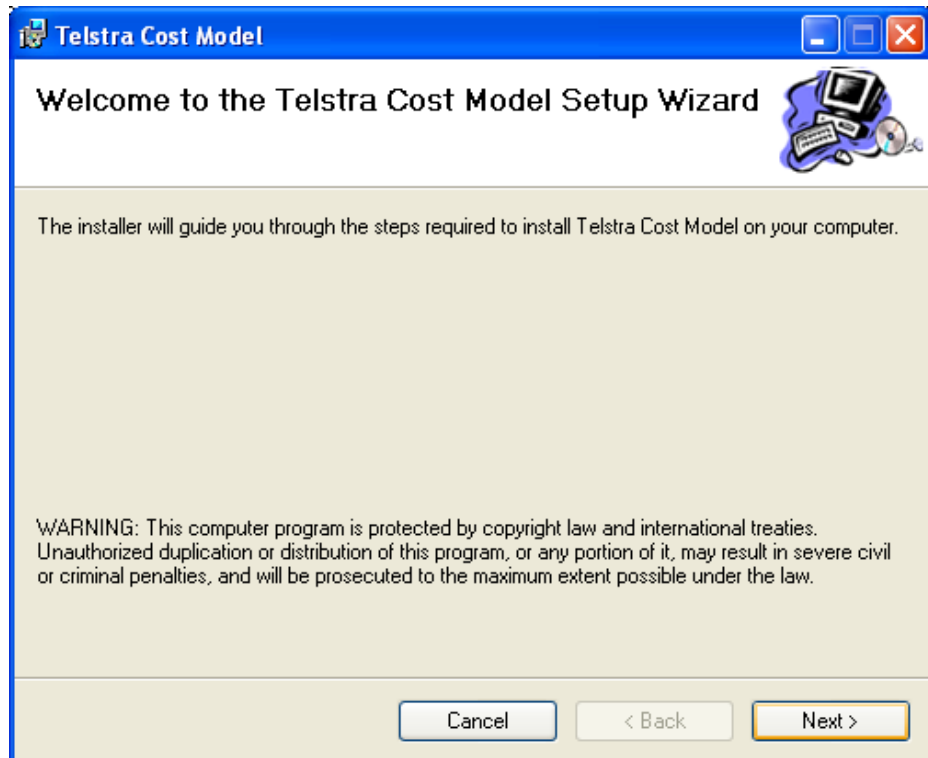 Telstra Cost Model
Welcome to the Telstra Cost Model Setup Wizard
The installer will guide you through the steps required to install Telstra Cost Model on your computer.
WARNING: This computer program is protected by copyright law and international treaties.
Unauthorized duplication or distribution of this program, or any portion of it, may result in severe civil
or criminal penalties, and will be prosecuted to the maximum extent possible under the law.
Cancel
< Back
Next >